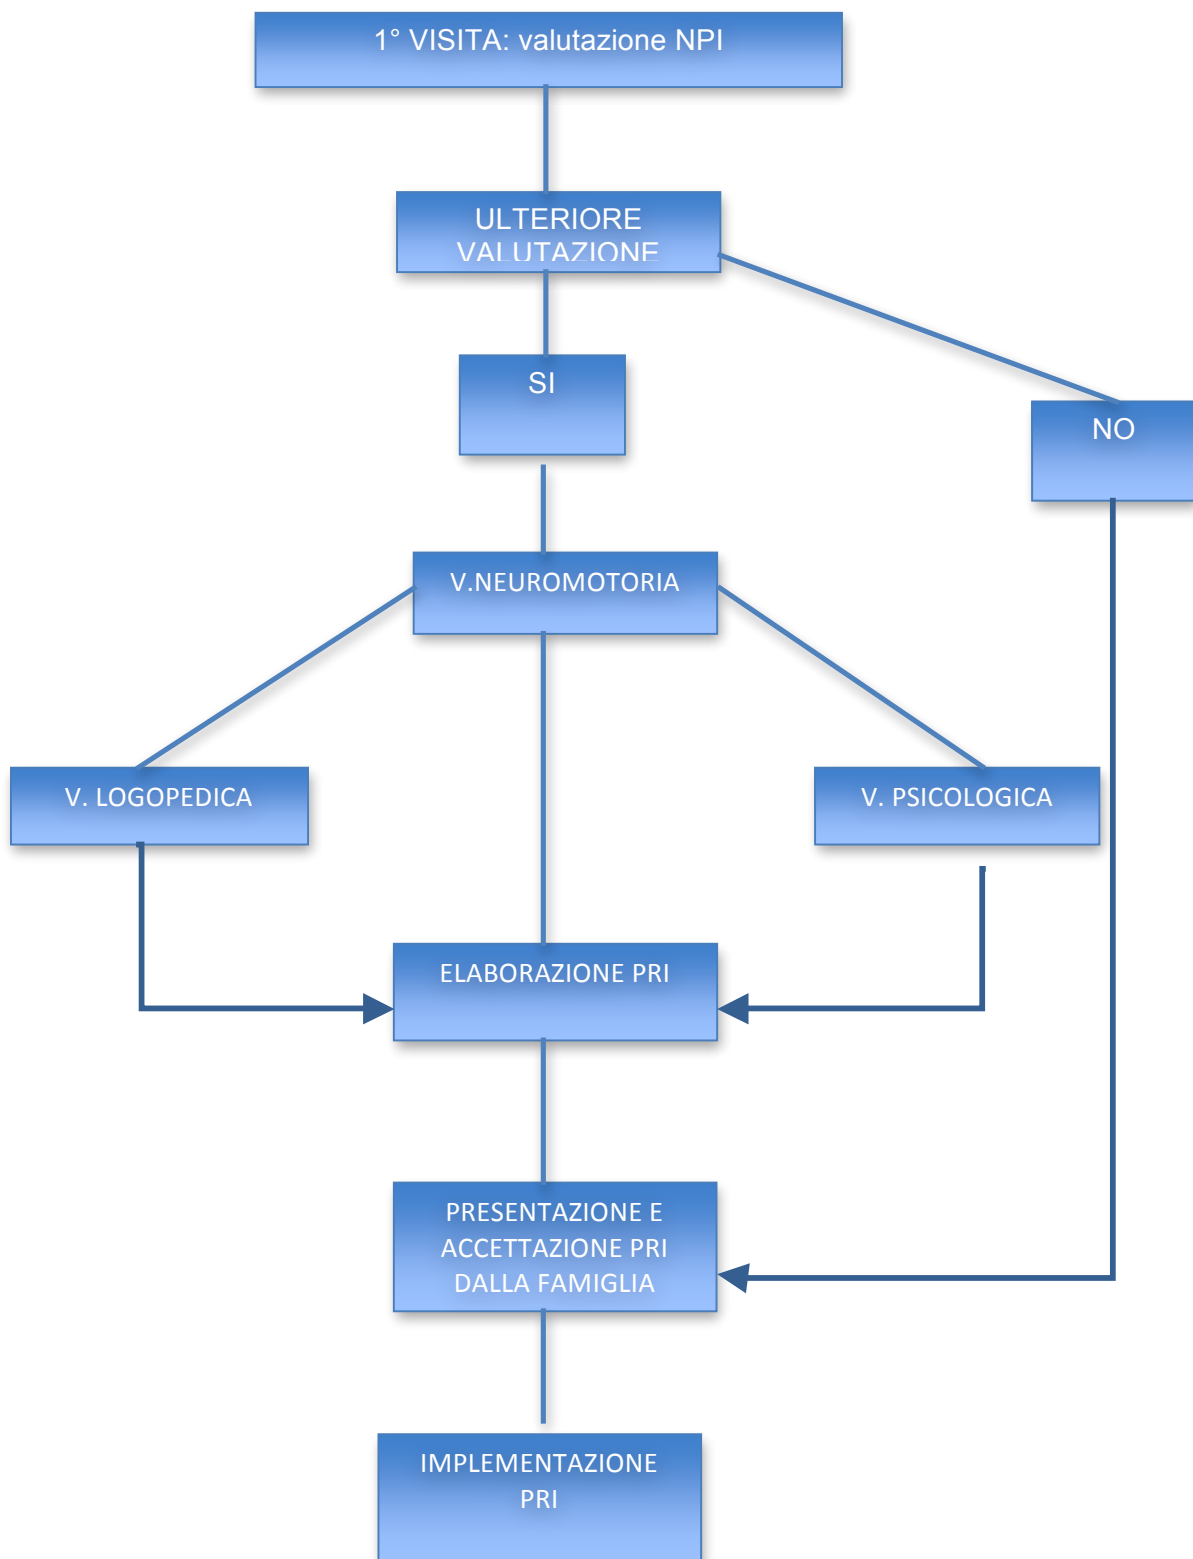 1° VISITA: valutazione NPI
ULTERIORE
VALUTAZIONE
SI
NO
V.NEUROMOTORIA
V. LOGOPEDICA
V. PSICOLOGICA
ELABORAZIONE PRI
PRESENTAZIONE E
ACCETTAZIONE PRI
DALLA FAMIGLIA
IMPLEMENTAZIONE
PRI